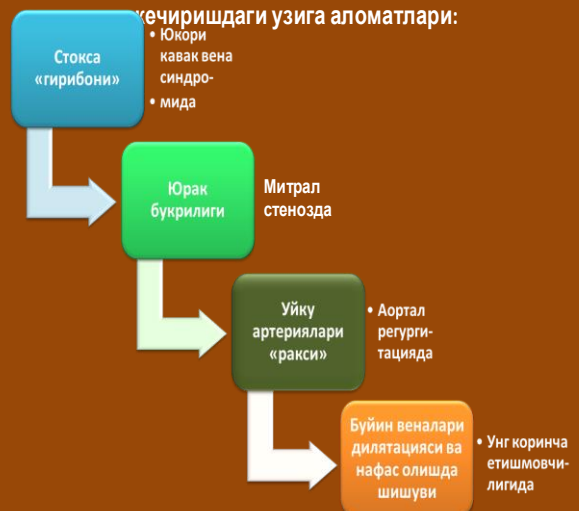 кечиришдаги узига аломатлари:
Стокса
«гирибони»
• Юкори
кавак вена
синдро-
• мида
Юрак
букрилиги
Митрал
стенозда
Уйку
артериялари
«ракси»
• Аортал
регурги-
тацияда
Буйин веналари
дилятацияси ва
нафас олишда
шишуви
• Унг коринча
етишмовчи-
лигида